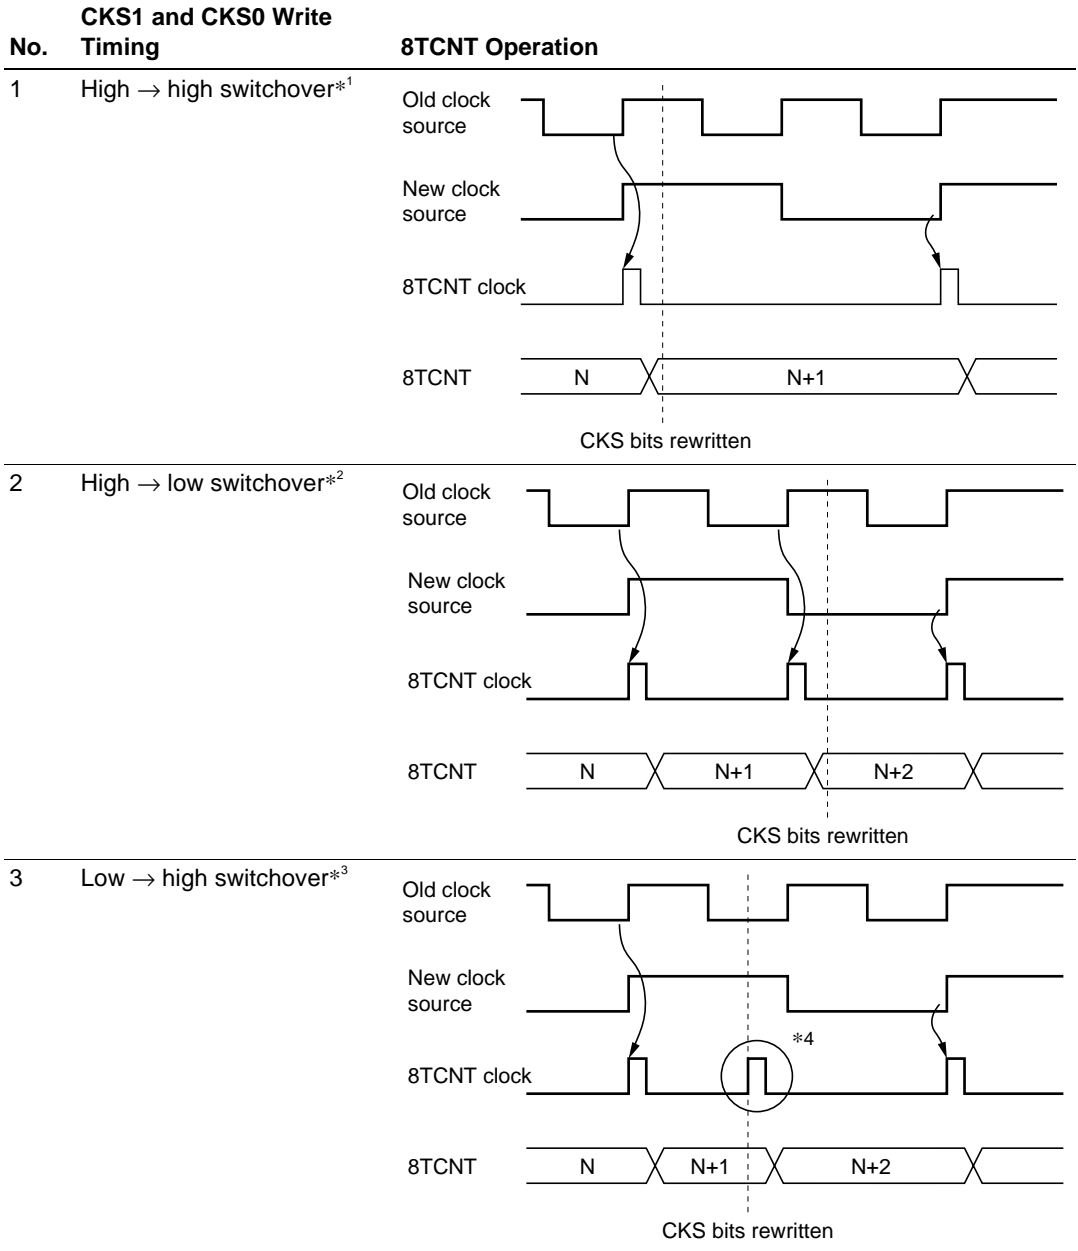 CKS1 and CKS0 Write
No. Timing 8TCNT Operation
1 High → high switchover*1
Old clock
source
New clock
source
8TCNT clock
8TCNT N N+1
CKS bits rewritten
2 High → low switchover*2
Old clock
source
New clock
source
8TCNT clock
8TCNT N N+1 N+2
CKS bits rewritten
3 Low → high switchover*3
Old clock
source
New clock
source
*4
8TCNT clock
8TCNT N N+1 N+2
CKS bits rewritten